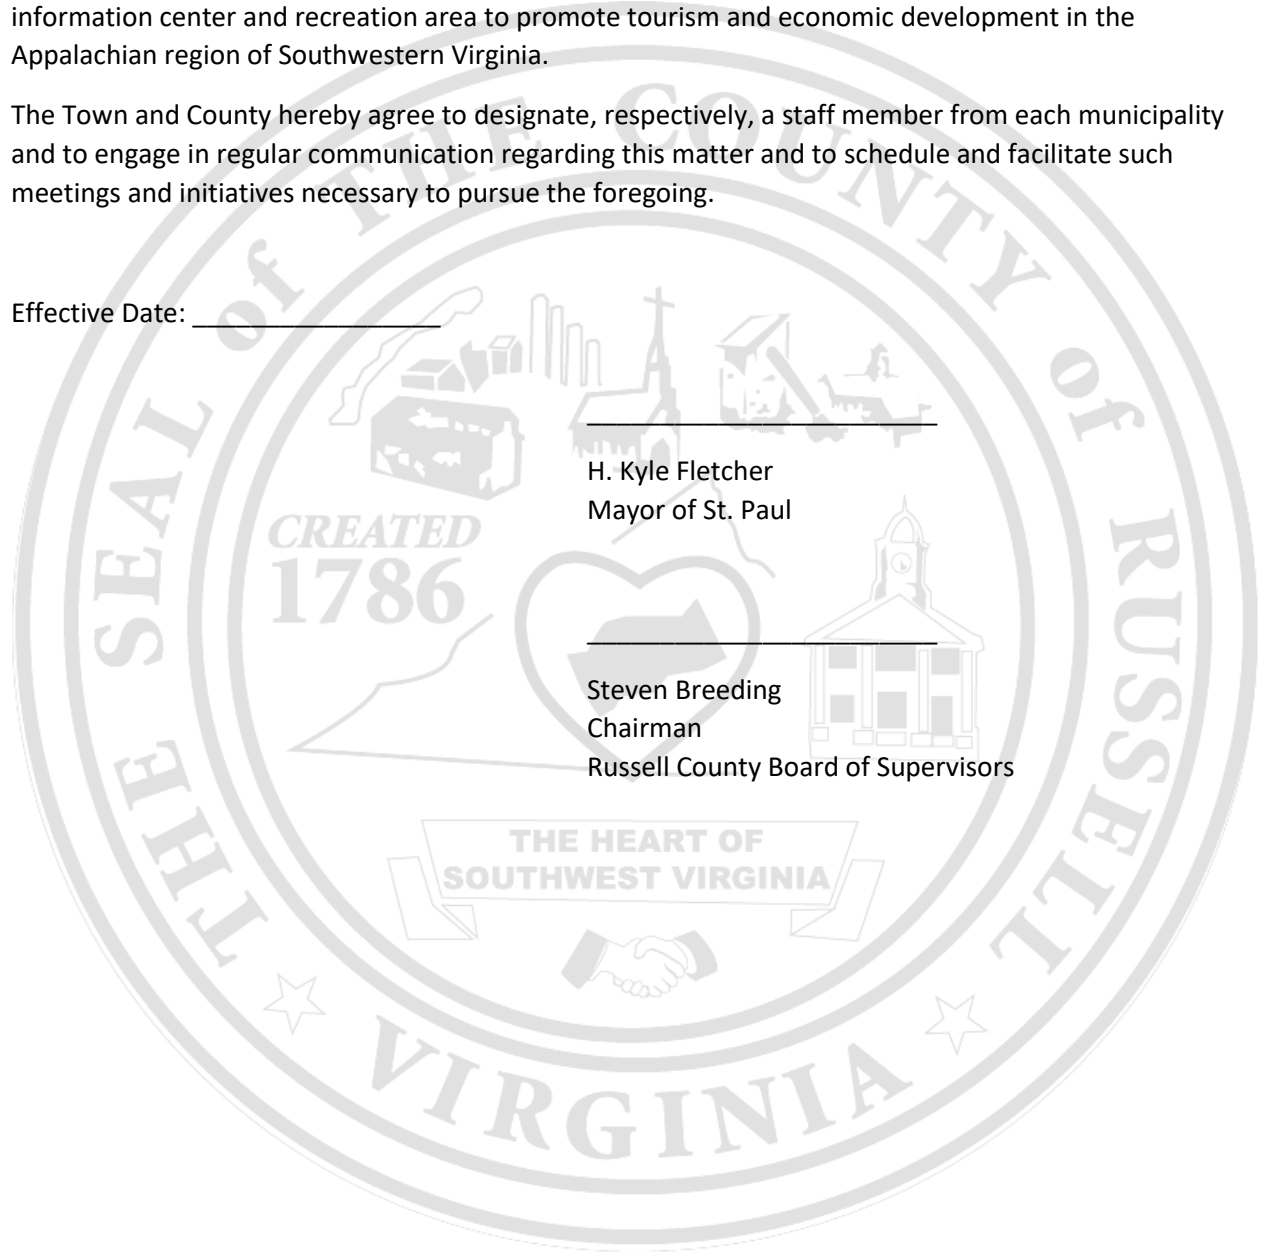 information center and recreation area to promote tourism and economic development in the
Appalachian region of Southwestern Virginia.
The Town and County hereby agree to designate, respectively, a staff member from each municipality
and to engage in regular communication regarding this matter and to schedule and facilitate such
meetings and initiatives necessary to pursue the foregoing.
Effective Date: _________________
________________________
H. Kyle Fletcher
Mayor of St. Paul
________________________
Steven Breeding
Chairman
Russell County Board of Supervisors
THE SEAL of THE COUNTY of RUSSELL
VIRGINIA
CREATED
1786
THE HEART OF
SOUTHWEST VIRGINIA